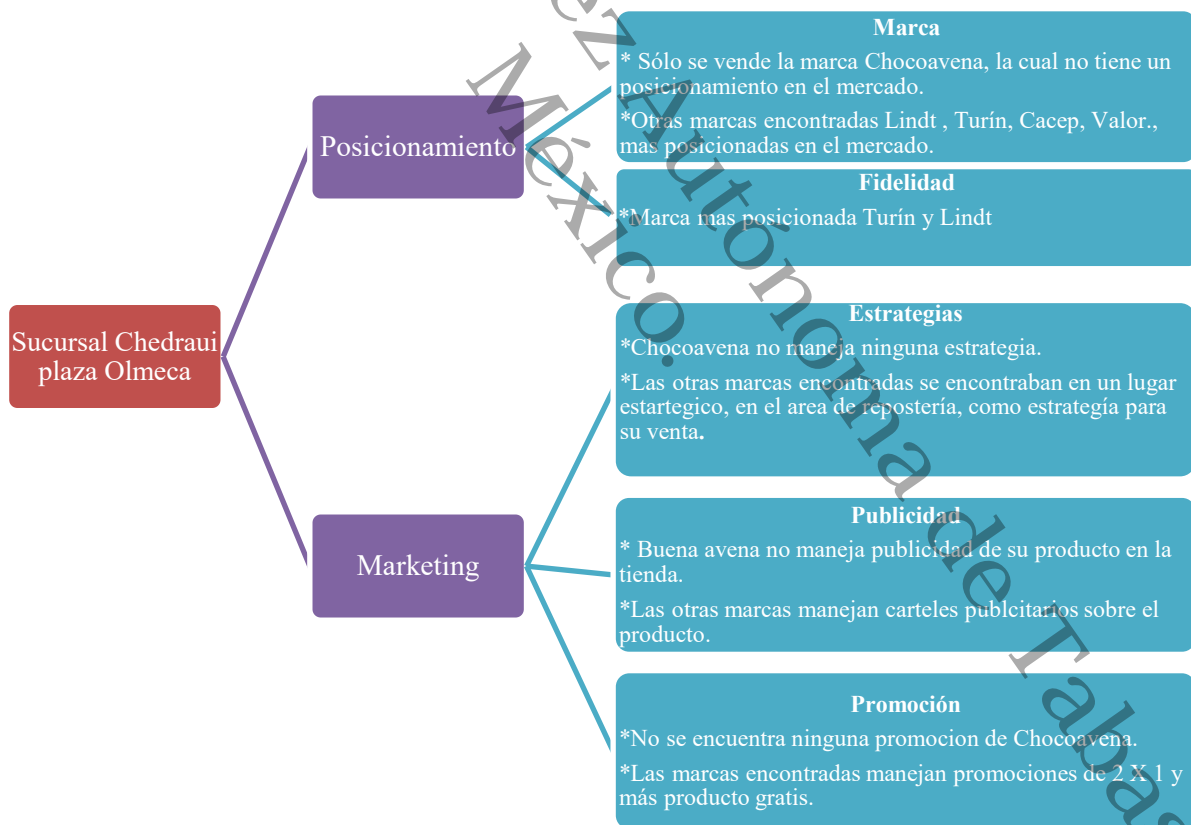 Sucursal Chedraui
plaza Olmeca
Posicionamiento
Marca
* Sólo se vende la marca Chocoavena, la cual no tiene un
posicionamiento en el mercado.
*Otras marcas encontradas Lindt , Turín, Cacep, Valor.,
mas posicionadas en el mercado.
Fidelidad
*Marca mas posicionada Turín y Lindt
Marketing
Estrategias
*Chocoavena no maneja ninguna estrategia.
*Las otras marcas encontradas se encontraban en un lugar
estartegico, en el area de repostería, como estrategía para
su venta.
Publicidad
* Buena avena no maneja publicidad de su producto en la
tienda.
*Las otras marcas manejan carteles publcitarios sobre el
producto.
Promoción
*No se encuentra ninguna promocion de Chocoavena.
*Las marcas encontradas manejan promociones de 2 X 1 y
más producto gratis.
ez Autónoma de Tabas
México.